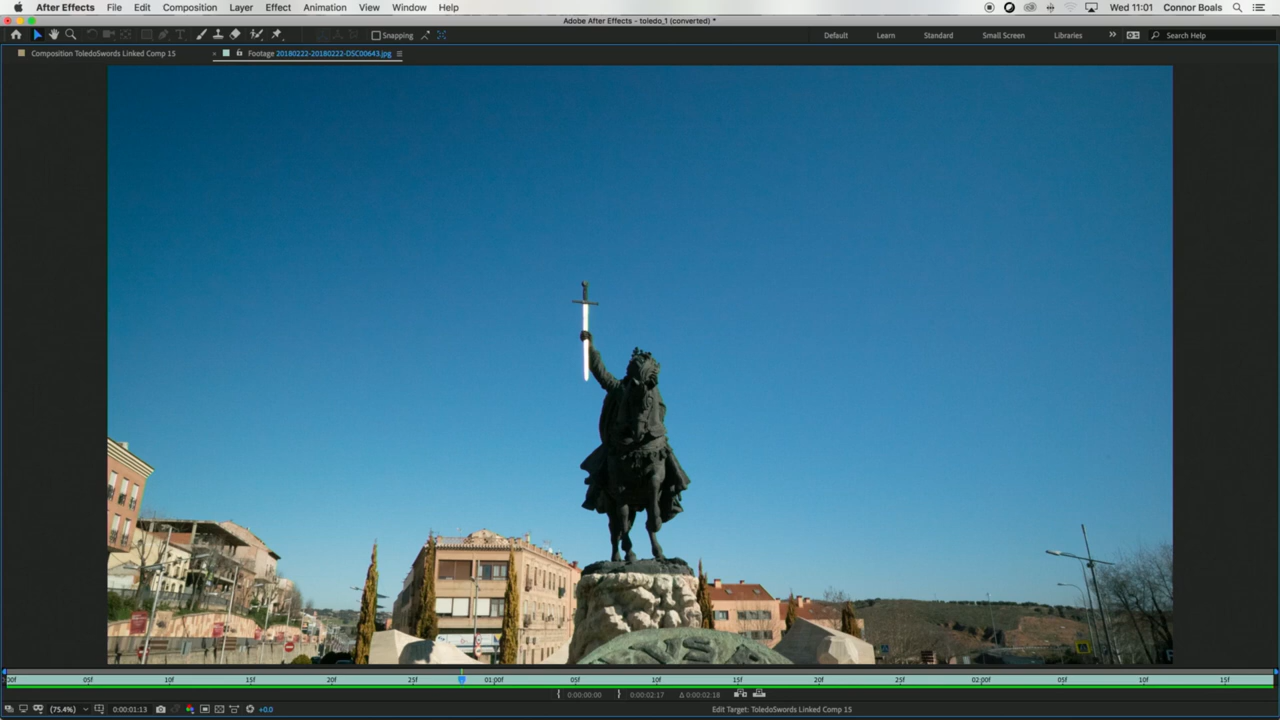 After Effects File Edit Composition Layer Effect Animation View Window Help Wed 11:01 Connor Boals
Adobe After Effects - toledo_1 (converted) *
Snapping Default Learn Standard Small Screen Libraries Search Help
Composition ToledoSwords Linked Comp 15 Footage 20180222-20180222-DSC00643.jpg
00f 05f 10f 15f 20f 25f 01:00f 05f 10f 15f 20f 25f 02:00f 05f 10f 15f
0:00:00:00 0:00:02:17 Δ 0:00:02:18
(75.4%) 0:00:01:13 +0.0 Edit Target: ToledoSwords Linked Comp 15